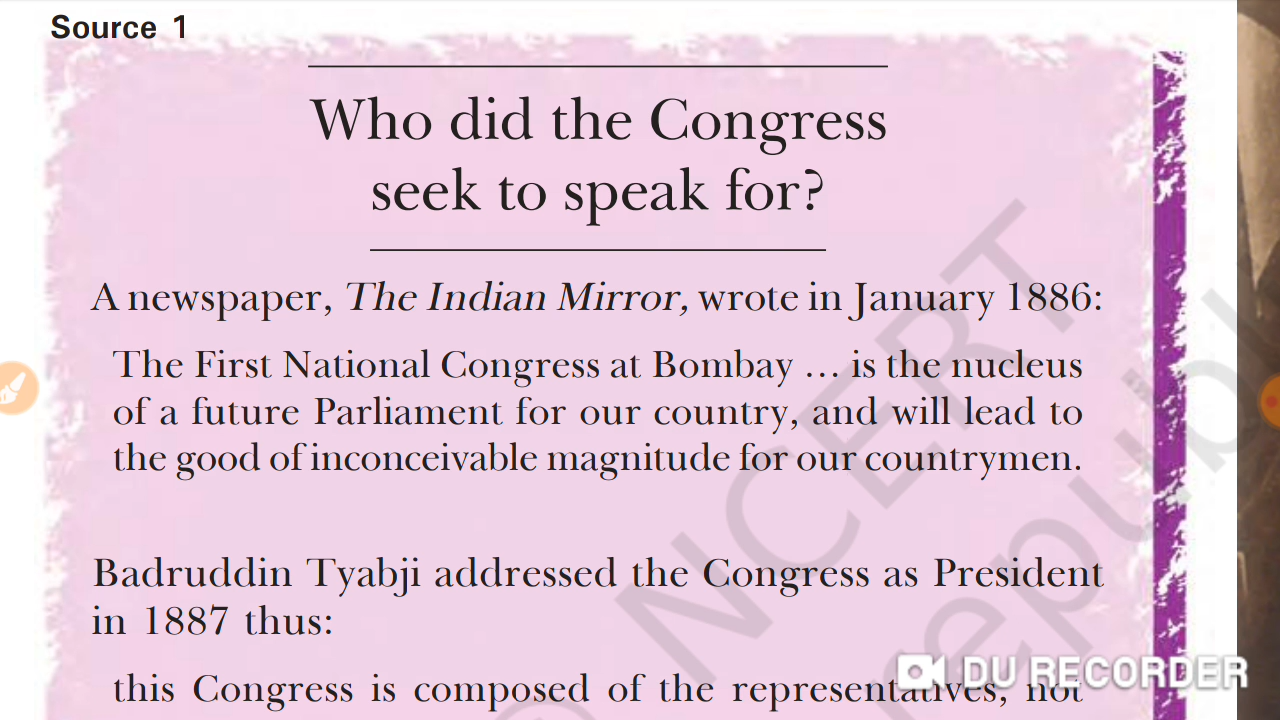 Source 1
Who did the Congress
seek to speak for?
A newspaper, The Indian Mirror, wrote in January 1886:
The First National Congress at Bombay … is the nucleus
of a future Parliament for our country, and will lead to
the good of inconceivable magnitude for our countrymen.
Badruddin Tyabji addressed the Congress as President
in 1887 thus:
this Congress is composed of the representatives, not
NCERT
republ
DU RECORDER